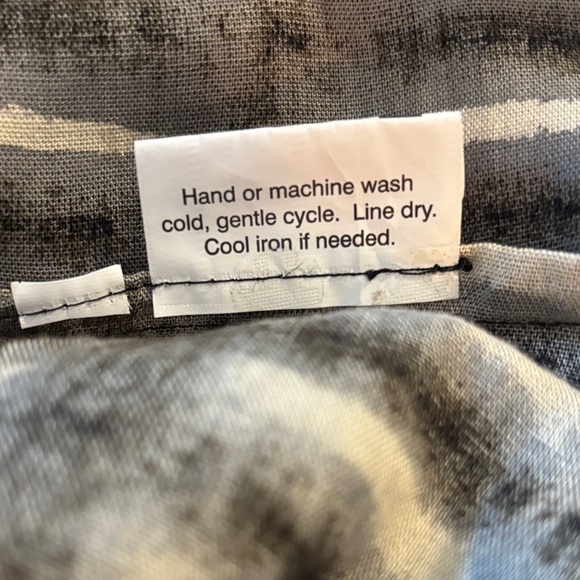 Hand or machine wash
cold, gentle cycle.  Line dry.
Cool iron if needed.